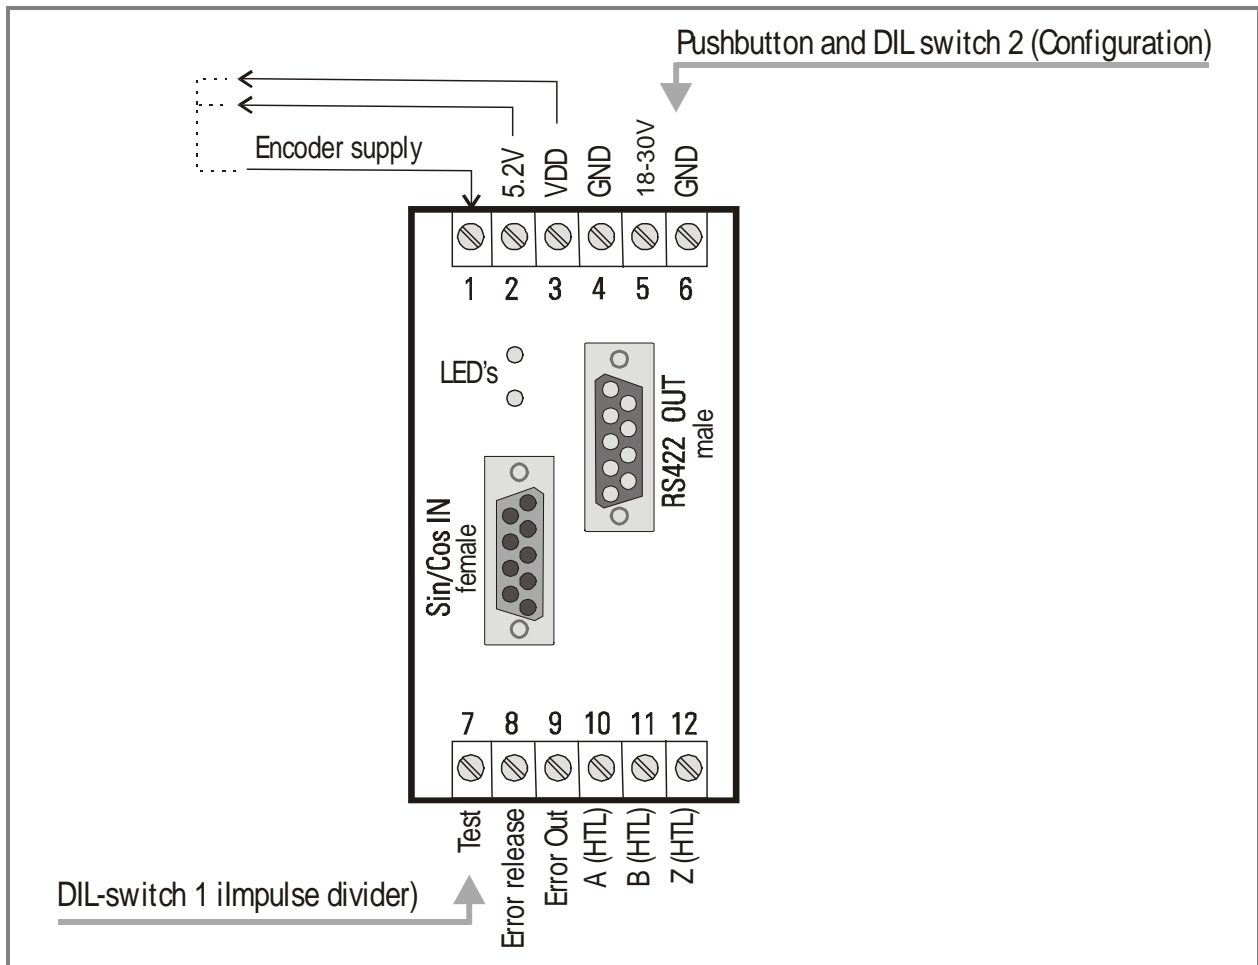 Pushbutton and DIL switch 2 (Configuration)
Encoder supply
5.2V
VDD
GND
18-30V
GND
1 2 3 4 5 6
LED's
RS422 OUT
male
Sin/Cos IN
female
7 8 9 10 11 12
Test
Error release
Error Out
A (HTL)
B (HTL)
Z (HTL)
DIL-switch 1 iImpulse divider)